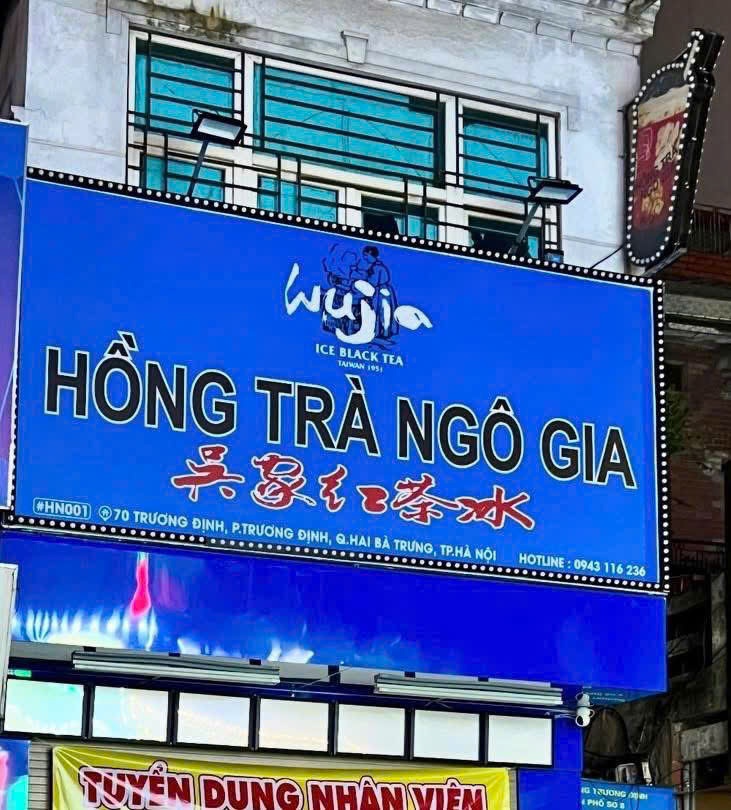 wujia
ICE BLACK TEA
TAIWAN 1951
HỒNG TRÀ NGÔ GIA
吳家红茶冰
#HN001 70 TRƯƠNG ĐỊNH, P.TRƯƠNG ĐỊNH, Q.HAI BÀ TRƯNG, TP.HÀ NỘI HOTLINE : 0943 116 236
TUYỂN DỤNG NHÂN VIÊN